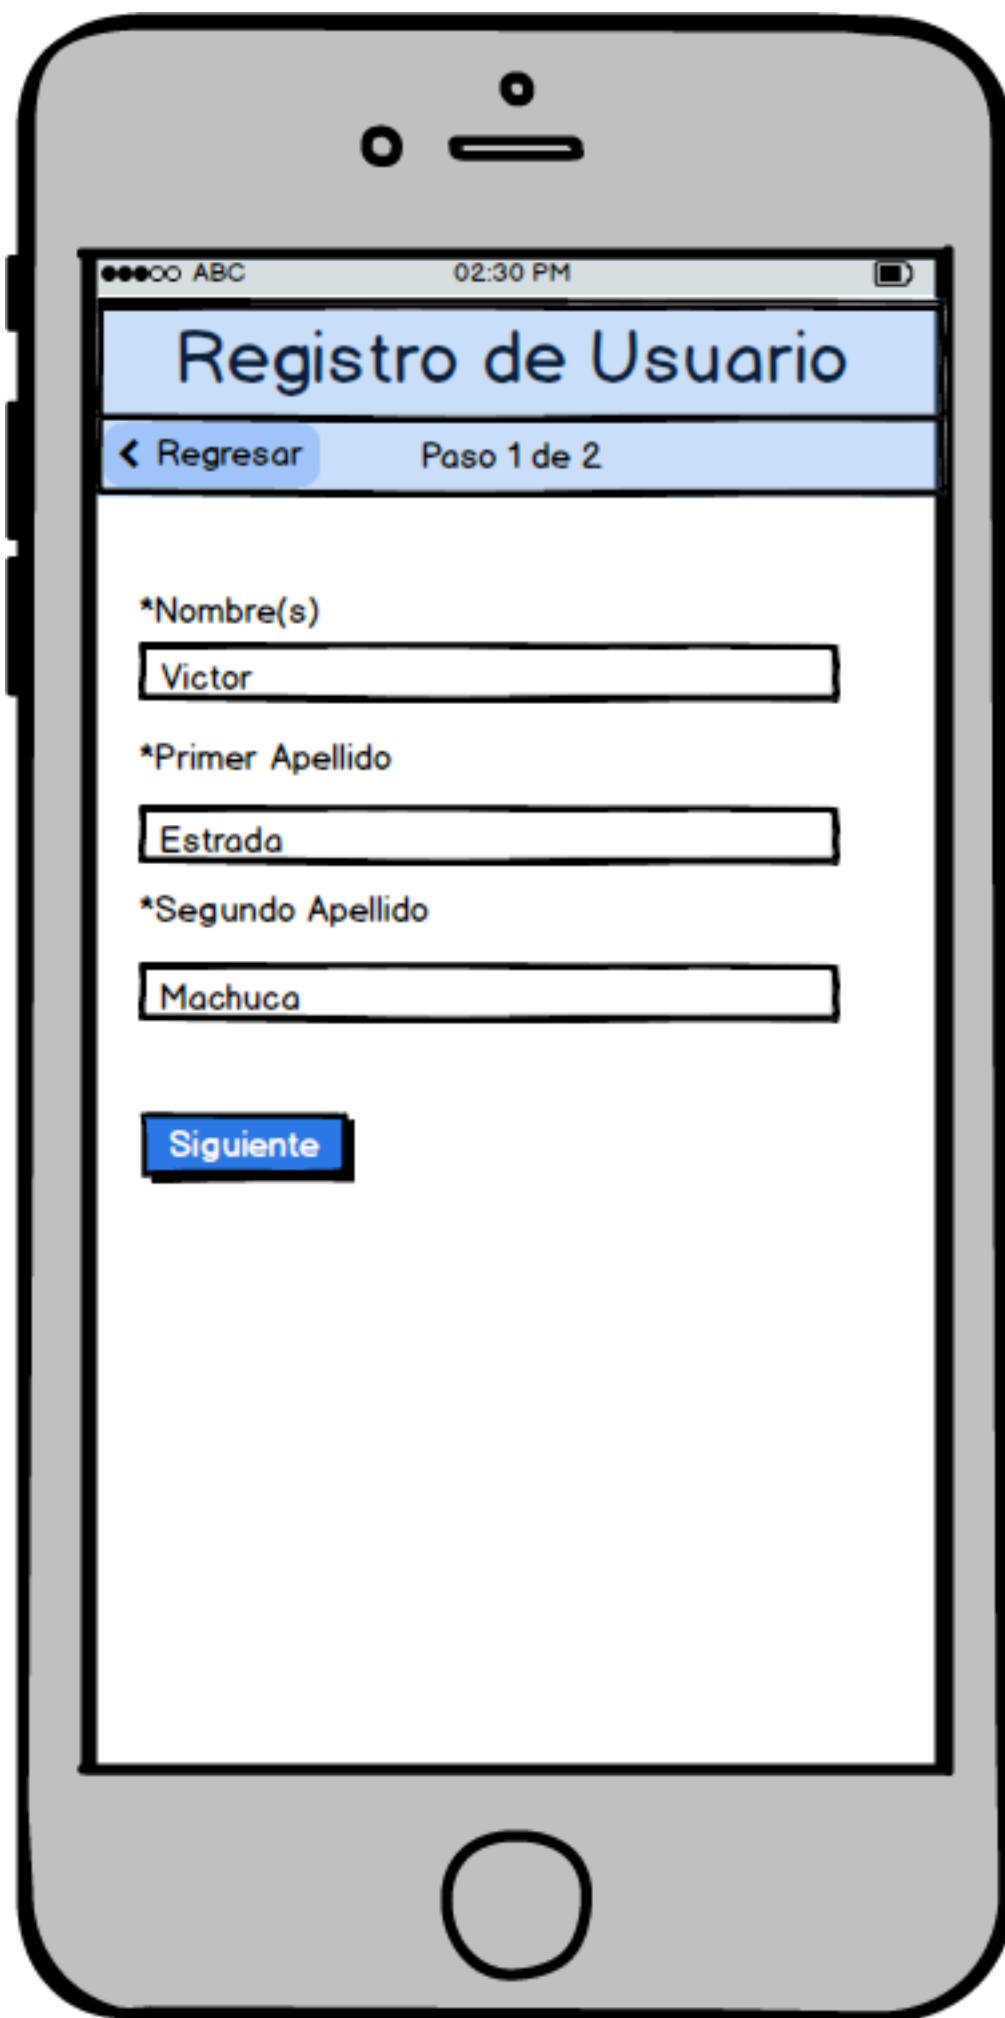 ABC 02:30 PM
Registro de Usuario
Regresar Paso 1 de 2
*Nombre(s)
Victor
*Primer Apellido
Estrada
*Segundo Apellido
Machuca
Siguiente